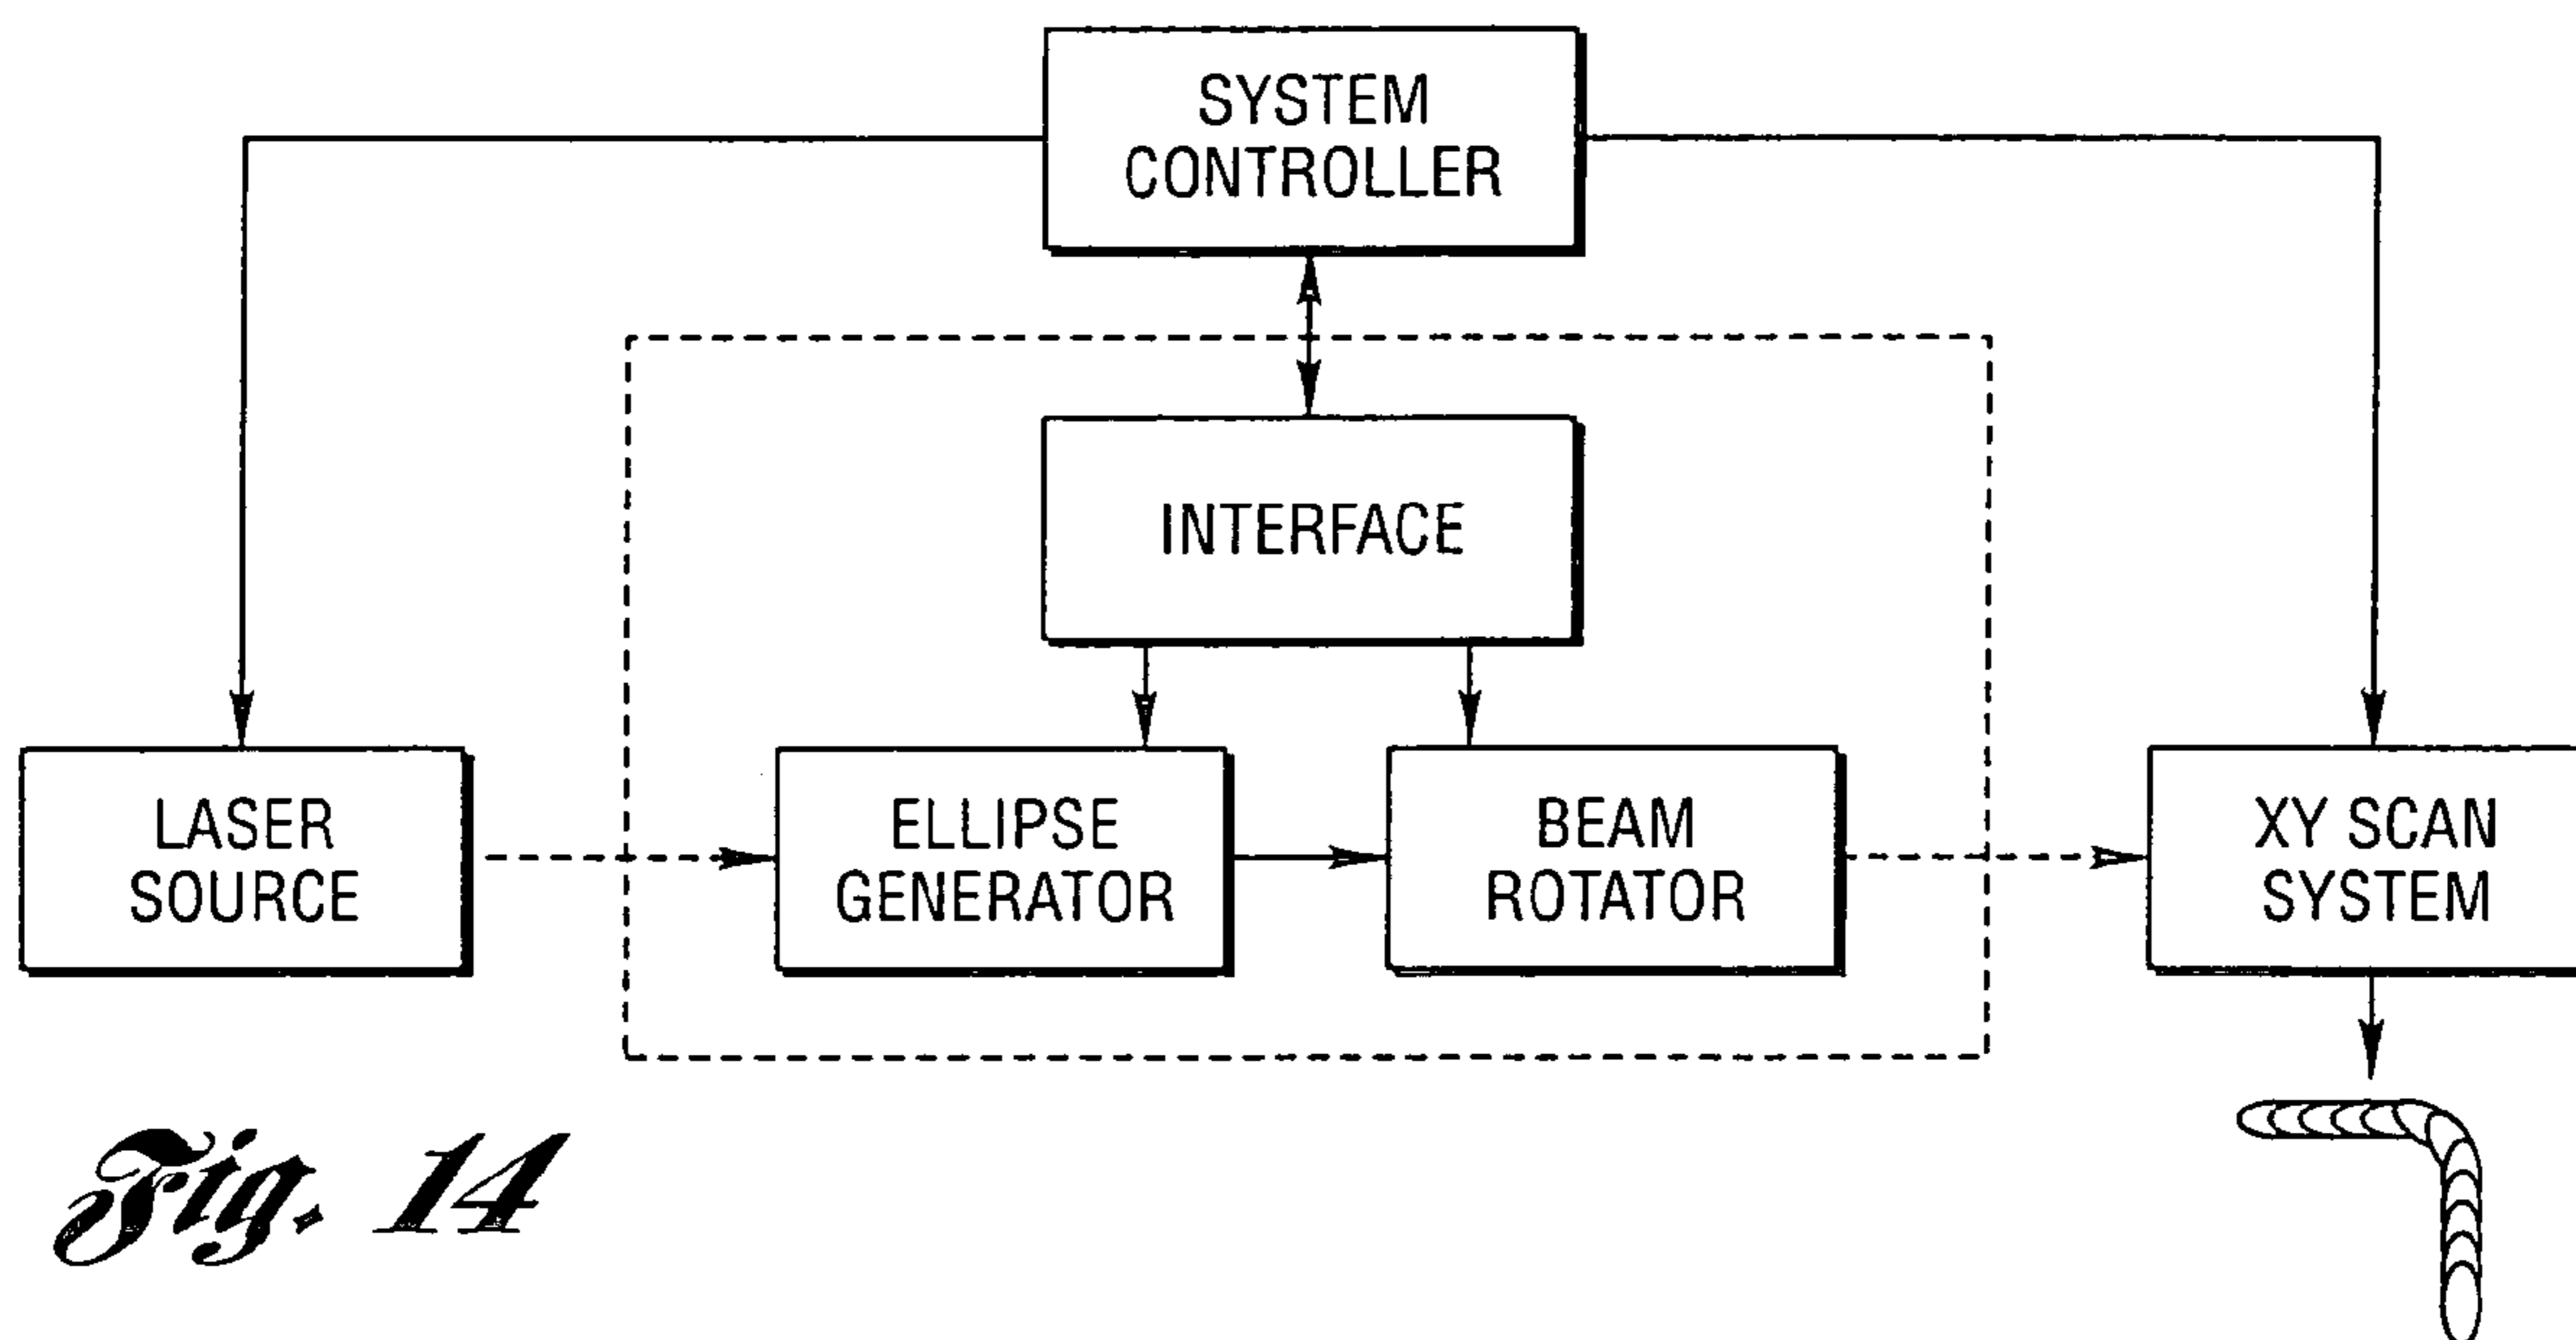 SYSTEM
CONTROLLER
INTERFACE
LASER
SOURCE
ELLIPSE
GENERATOR
BEAM
ROTATOR
XY SCAN
SYSTEM
Fig. 14